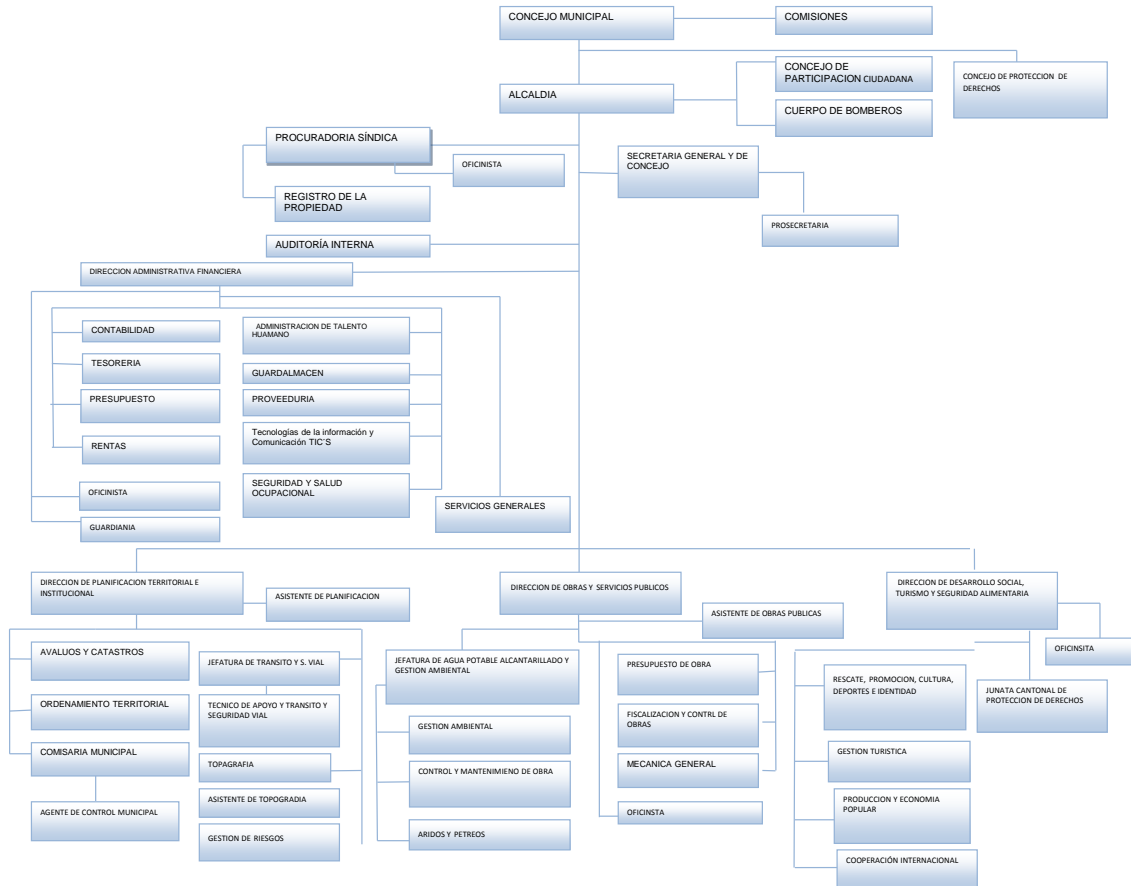 CONCEJO MUNICIPAL
COMISIONES
CONCEJO DE
PARTICIPACION CIUDADANA
CONCEJO DE PROTECCION DE
DERECHOS
ALCALDIA
CUERPO DE BOMBEROS
PROCURADORIA SÍNDICA
OFICINISTA
SECRETARIA GENERAL Y DE
CONCEJO
REGISTRO DE LA
PROPIEDAD
PROSECRETARIA
AUDITORÍA INTERNA
DIRECCION ADMINISTRATIVA FINANCIERA
CONTABILIDAD
TESORERIA
PRESUPUESTO
RENTAS
OFICINISTA
GUARDIANIA
ADMINISTRACION DE TALENTO
HUAMANO
GUARDALMACEN
PROVEEDURIA
Tecnologías de la información y
Comunicación TIC´S
SEGURIDAD Y SALUD
OCUPACIONAL
SERVICIOS GENERALES
DIRECCION DE PLANIFICACION TERRITORIAL E
INSTITUCIONAL
ASISTENTE DE PLANIFICACION
AVALUOS Y CATASTROS
ORDENAMIENTO TERRITORIAL
COMISARIA MUNICIPAL
AGENTE DE CONTROL MUNICIPAL
JEFATURA DE TRANSITO Y S. VIAL
TECNICO DE APOYO Y TRANSITO Y
SEGURIDAD VIAL
TOPAGRAFIA
ASISTENTE DE TOPOGRADIA
GESTION DE RIESGOS
DIRECCION DE OBRAS Y SERVICIOS PUBLICOS
ASISTENTE DE OBRAS PUBLICAS
JEFATURA DE AGUA POTABLE ALCANTARILLADO Y
GESTION AMBIENTAL
GESTION AMBIENTAL
CONTROL Y MANTENIMIENO DE OBRA
ARIDOS Y PETREOS
PRESUPUESTO DE OBRA
FISCALIZACION Y CONTRL DE
OBRAS
MECANICA GENERAL
OFICINSTA
DIRECCION DE DESARROLLO SOCIAL,
TURISMO Y SEGURIDAD ALIMENTARIA
OFICINSITA
RESCATE, PROMOCION, CULTURA,
DEPORTES E IDENTIDAD
JUNATA CANTONAL DE
PROTECCION DE DERECHOS
GESTION TURISTICA
PRODUCCION Y ECONOMIA
POPULAR
COOPERACIÓN INTERNACIONAL